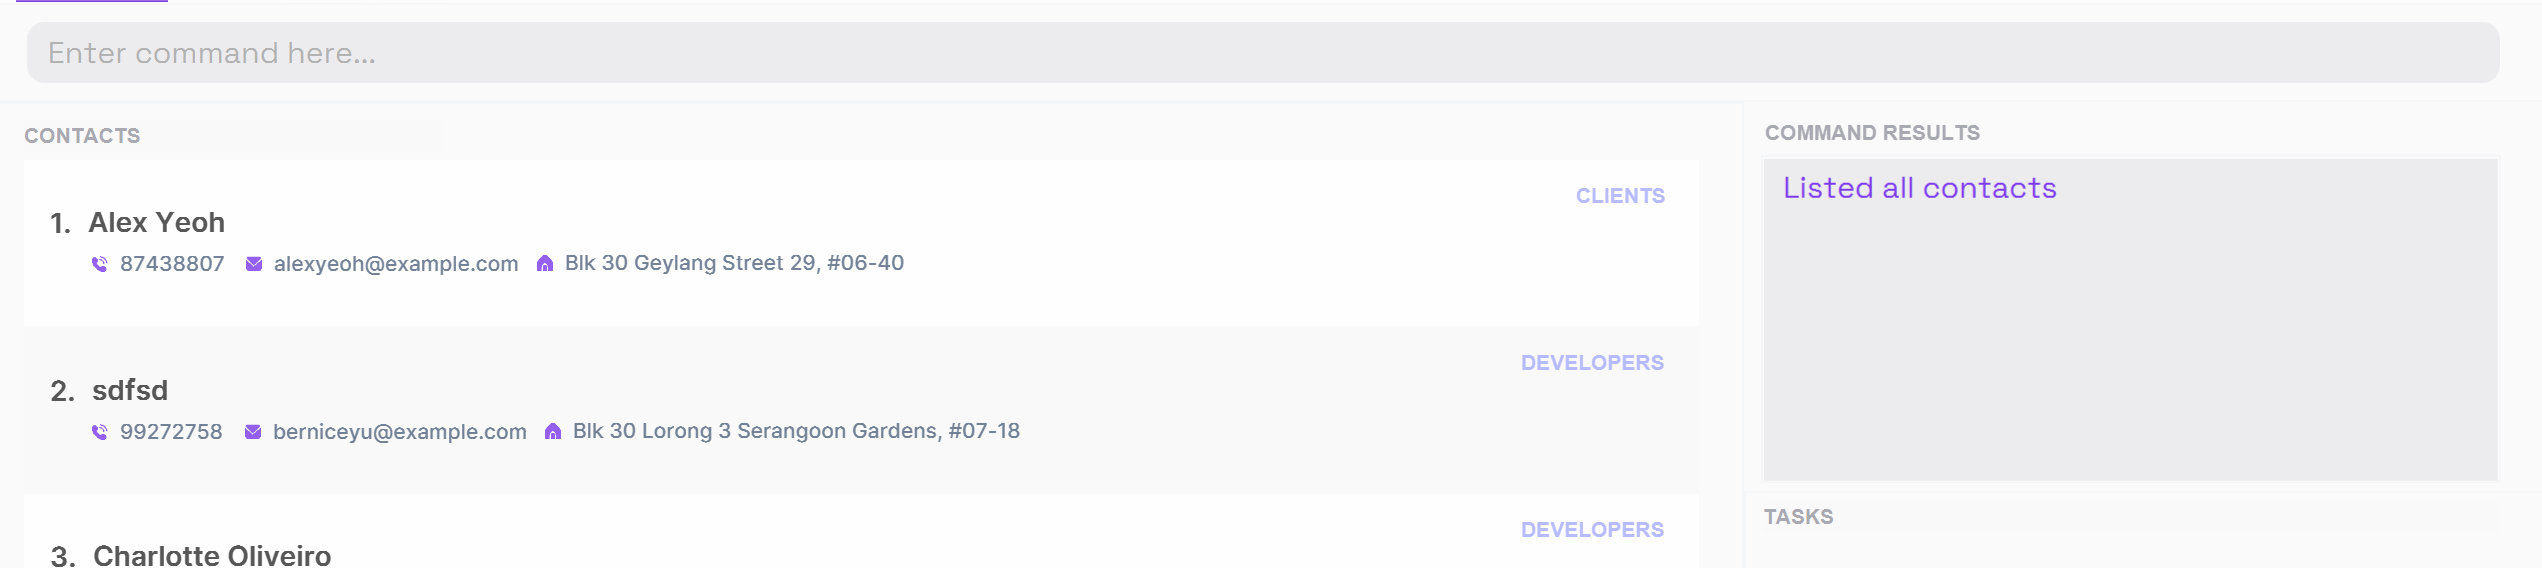 Enter command here...
CONTACTS
CLIENTS
1. Alex Yeoh
87438807 alexyeoh@example.com Blk 30 Geylang Street 29, #06-40
DEVELOPERS
2. sdfsd
99272758 berniceyu@example.com Blk 30 Lorong 3 Serangoon Gardens, #07-18
DEVELOPERS
3. Charlotte Oliveiro
COMMAND RESULTS
Listed all contacts
TASKS